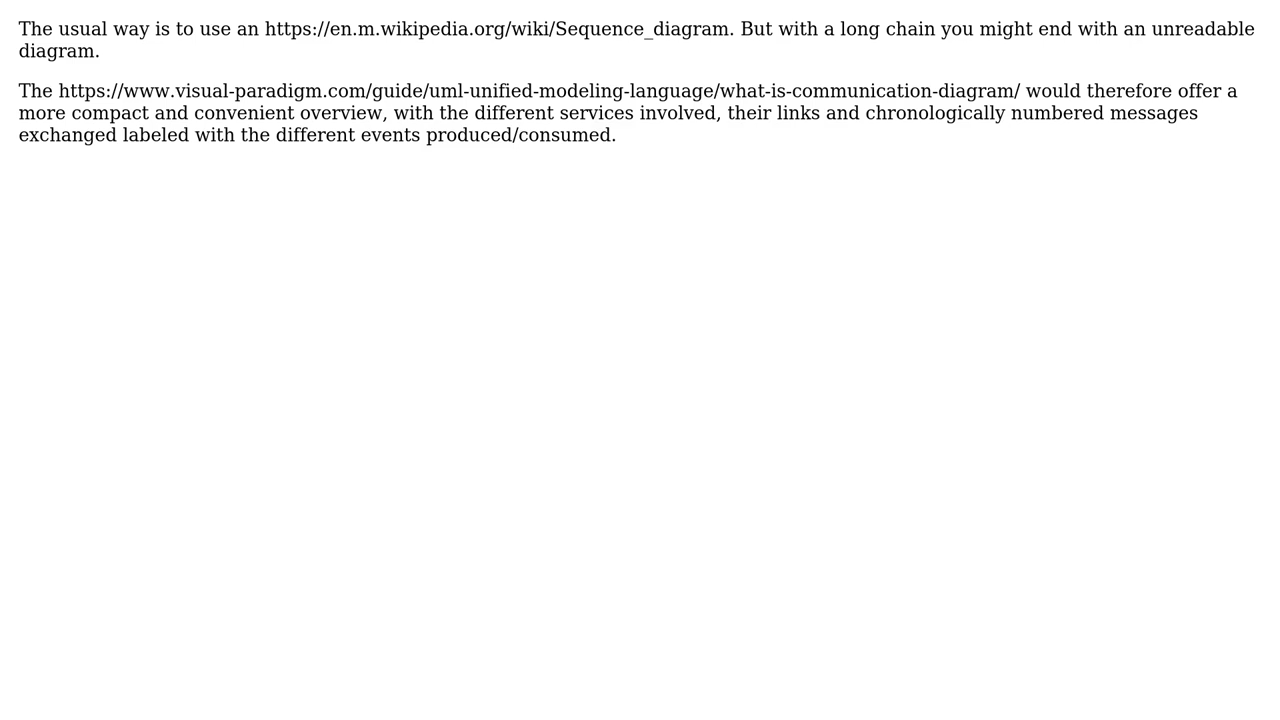 The usual way is to use an https://en.m.wikipedia.org/wiki/Sequence_diagram. But with a long chain you might end with an unreadable
diagram.
The https://www.visual-paradigm.com/guide/uml-unified-modeling-language/what-is-communication-diagram/ would therefore offer a
more compact and convenient overview, with the different services involved, their links and chronologically numbered messages
exchanged labeled with the different events produced/consumed.